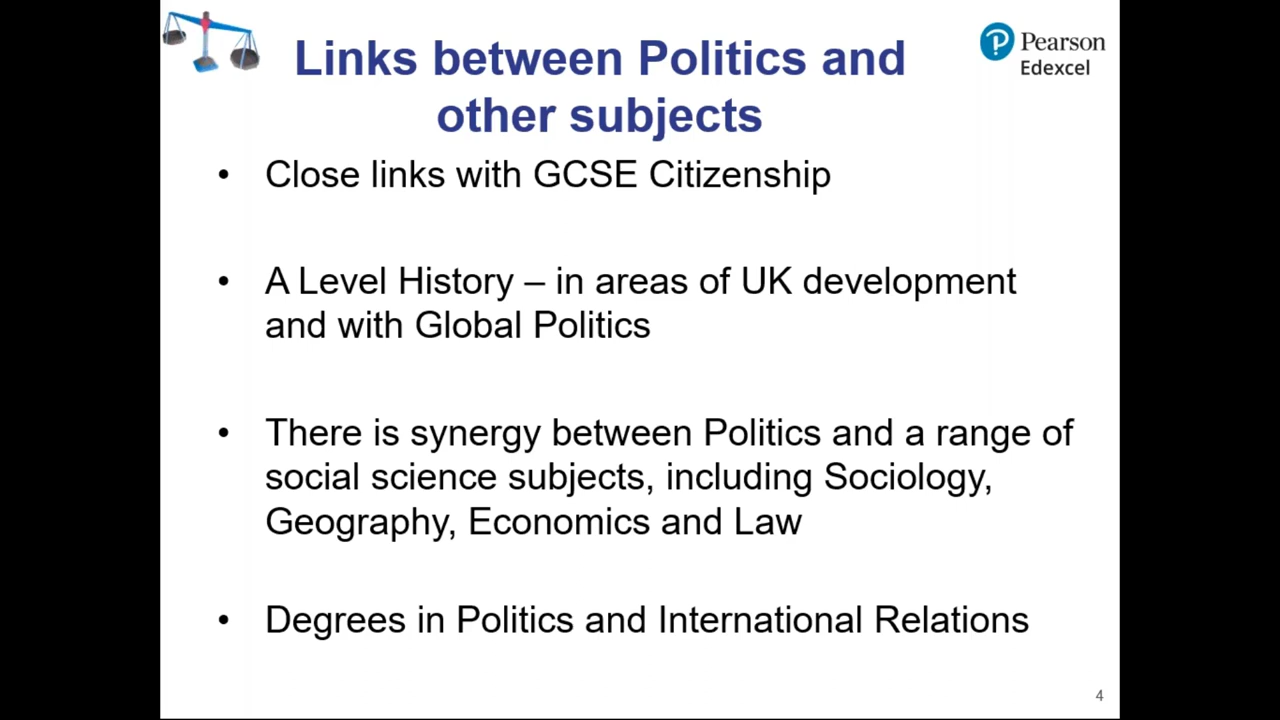 Links between Politics and
other subjects
Pearson
Edexcel
• Close links with GCSE Citizenship
• A Level History – in areas of UK development
and with Global Politics
• There is synergy between Politics and a range of
social science subjects, including Sociology,
Geography, Economics and Law
• Degrees in Politics and International Relations
4